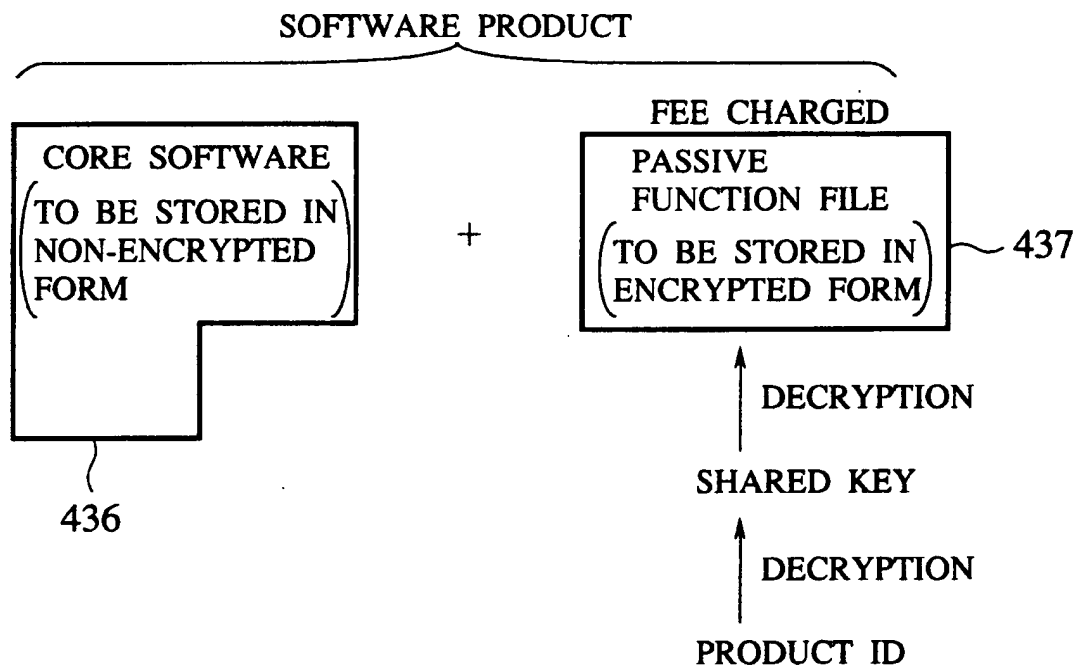 SOFTWARE PRODUCT
CORE SOFTWARE
(TO BE STORED IN
NON-ENCRYPTED
FORM)
436
+
FEE CHARGED
PASSIVE
FUNCTION FILE
(TO BE STORED IN
ENCRYPTED FORM)
437
DECRYPTION
SHARED KEY
DECRYPTION
PRODUCT ID